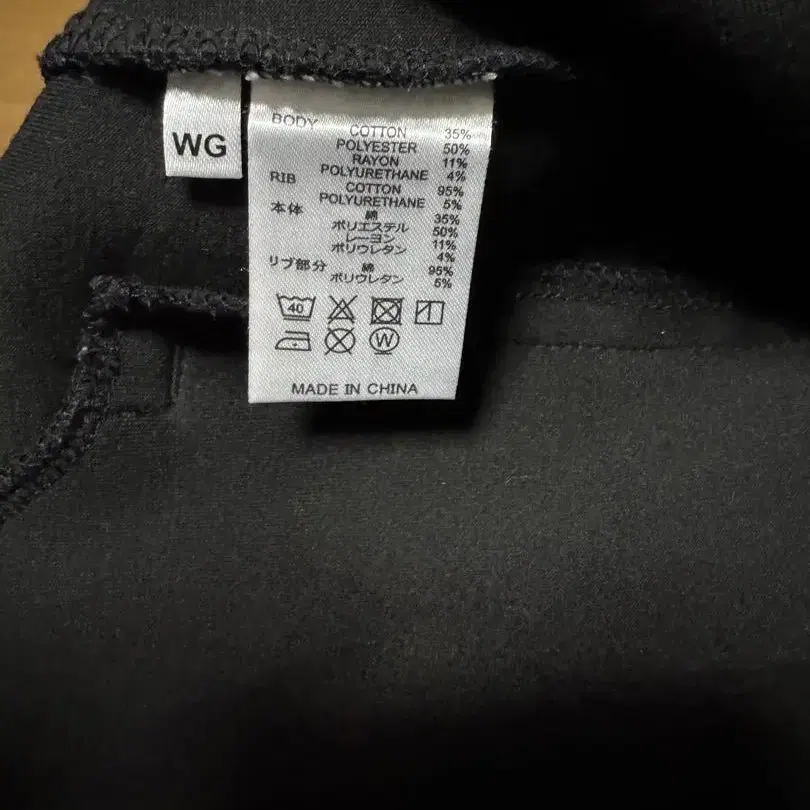 WG
BODY COTTON 35%
POLYESTER 50%
RAYON 11%
POLYURETHANE 4%
RIB COTTON 95%
POLYURETHANE 5%
本体 綿 35%
ポリエステル 50%
レーヨン 11%
ポリウレタン 4%
リブ部分 綿 95%
ポリウレタン 5%
40
W
MADE IN CHINA